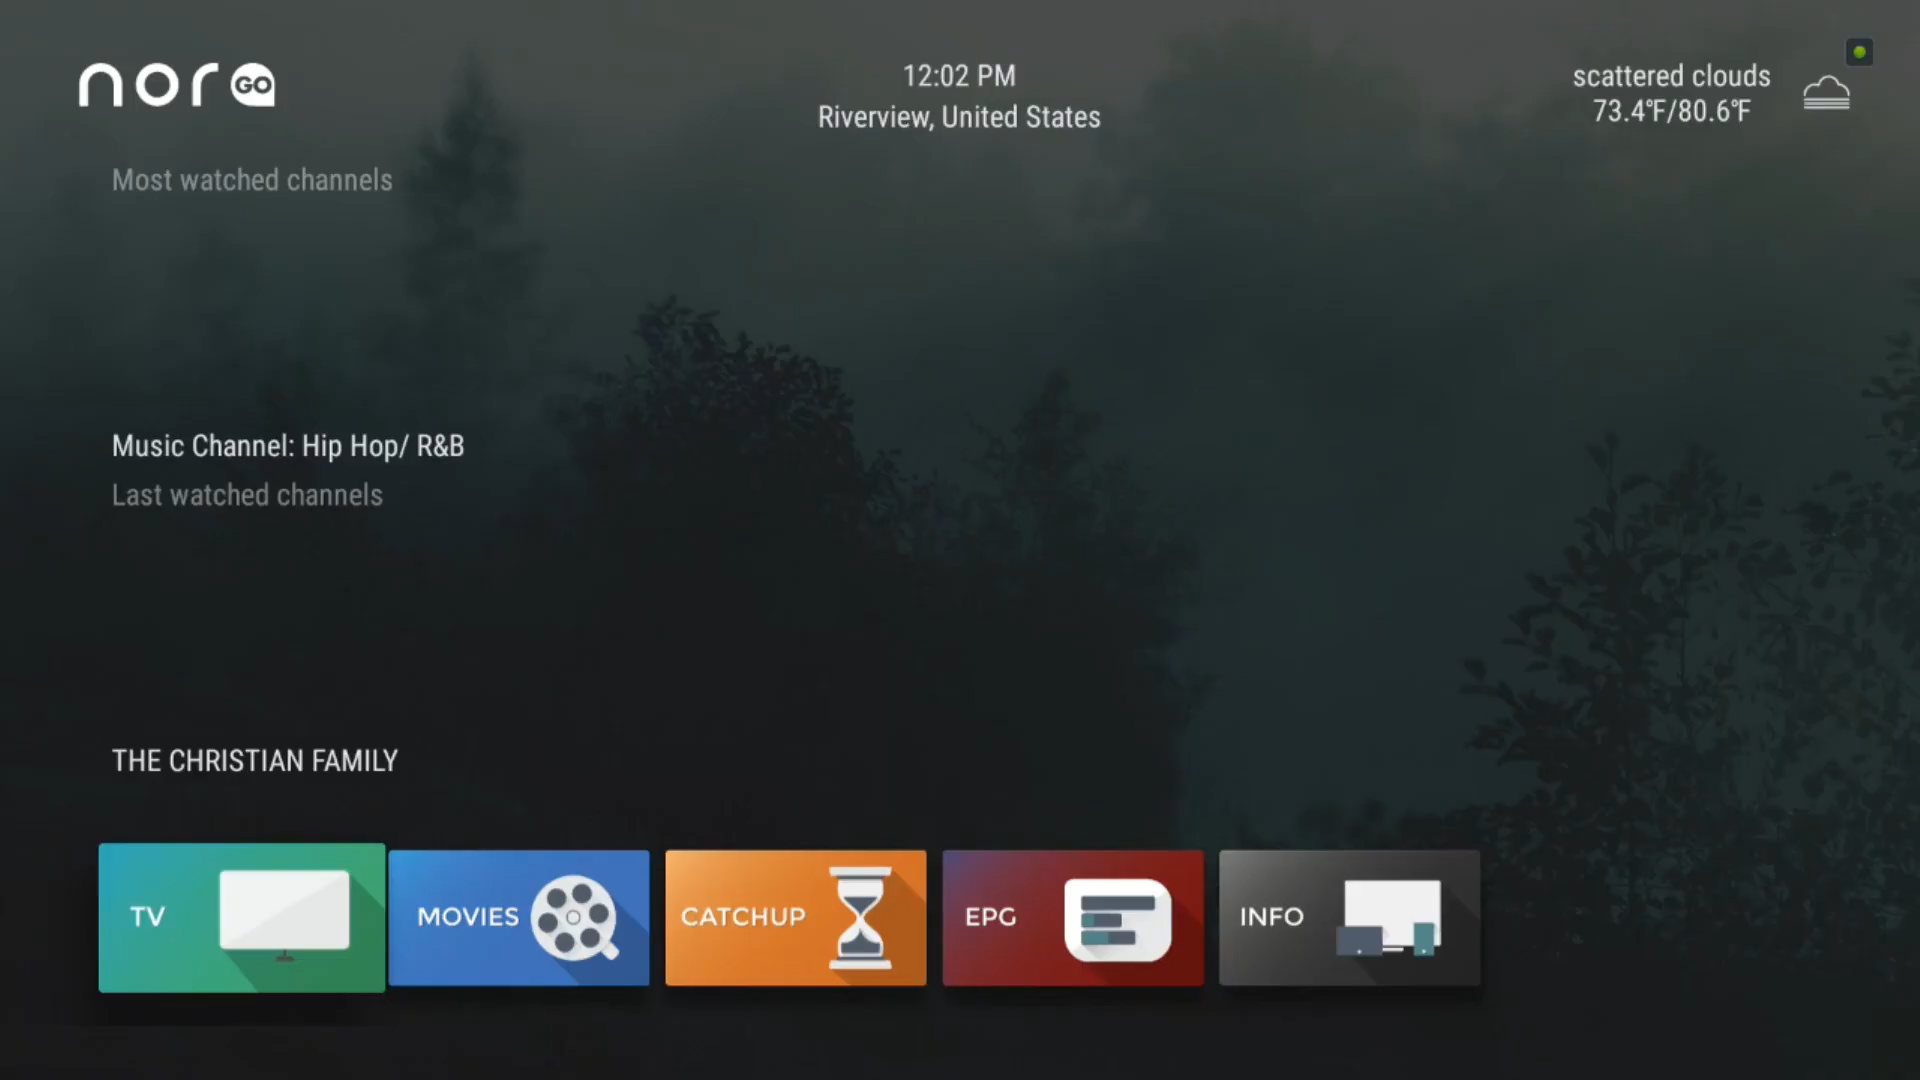 nora GO
12:02 PM
Riverview, United States
scattered clouds
73.4℉/80.6℉
Most watched channels
Music Channel: Hip Hop/ R&B
Last watched channels
THE CHRISTIAN FAMILY
TV
MOVIES
CATCHUP
EPG
INFO